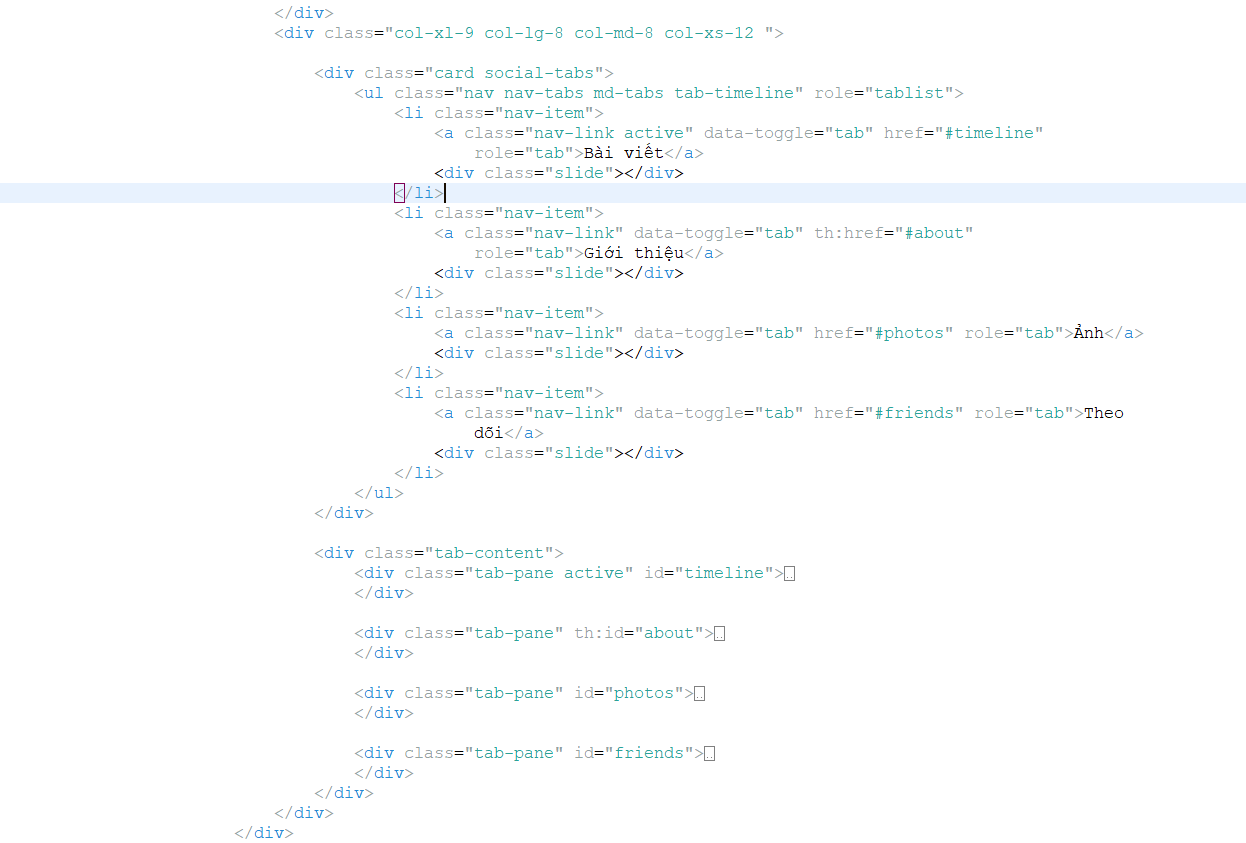 </div>
<div class="col-xl-9 col-lg-8 col-md-8 col-xs-12 ">
<div class="card social-tabs">
<ul class="nav nav-tabs md-tabs tab-timeline" role="tablist">
<li class="nav-item">
<a class="nav-link active" data-toggle="tab" href="#timeline"
role="tab">Bài viết</a>
<div class="slide"></div>
</li>
<li class="nav-item">
<a class="nav-link" data-toggle="tab" th:href="#about"
role="tab">Giới thiệu</a>
<div class="slide"></div>
</li>
<li class="nav-item">
<a class="nav-link" data-toggle="tab" href="#photos" role="tab">Ảnh</a>
<div class="slide"></div>
</li>
<li class="nav-item">
<a class="nav-link" data-toggle="tab" href="#friends" role="tab">Theo
dõi</a>
<div class="slide"></div>
</li>
</ul>
</div>
<div class="tab-content">
<div class="tab-pane active" id="timeline">
</div>
<div class="tab-pane" th:id="about">
</div>
<div class="tab-pane" id="photos">
</div>
<div class="tab-pane" id="friends">
</div>
</div>
</div>
</div>